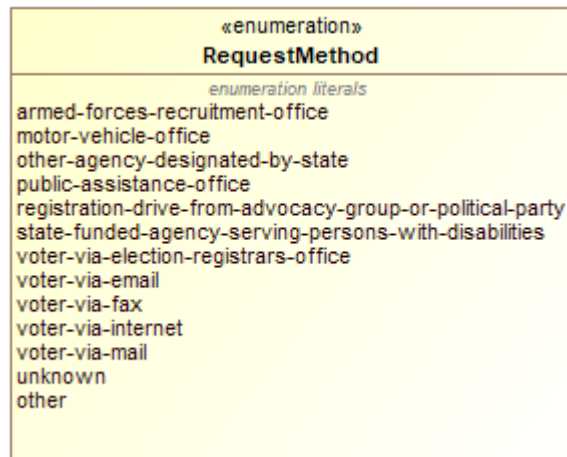 «enumeration»
RequestMethod
enumeration literals
armed-forces-recruitment-office
motor-vehicle-office
other-agency-designated-by-state
public-assistance-office
registration-drive-from-advocacy-group-or-political-party
state-funded-agency-serving-persons-with-disabilities
voter-via-election-registrars-office
voter-via-email
voter-via-fax
voter-via-internet
voter-via-mail
unknown
other